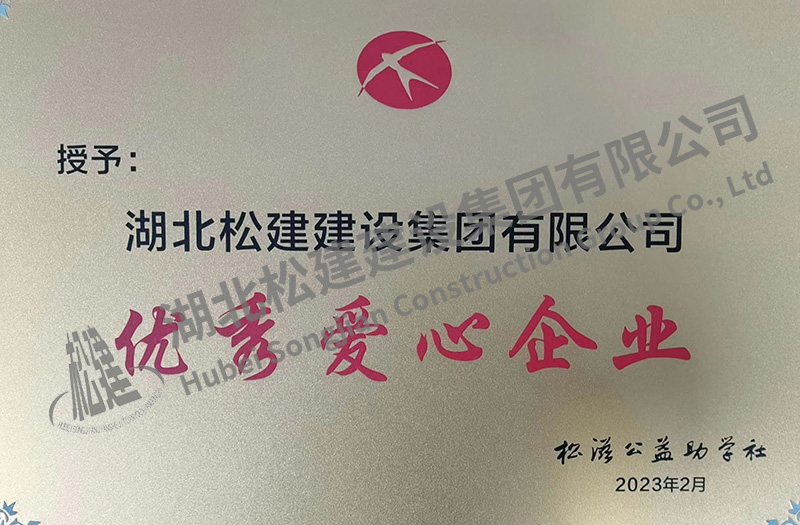 授予：
湖北松建建设集团有限公司
优秀爱心企业
松滋公益助学社
2023年2月
湖北松建建设集团有限公司
Hubei Songjian Construction Group Co., Ltd
松建